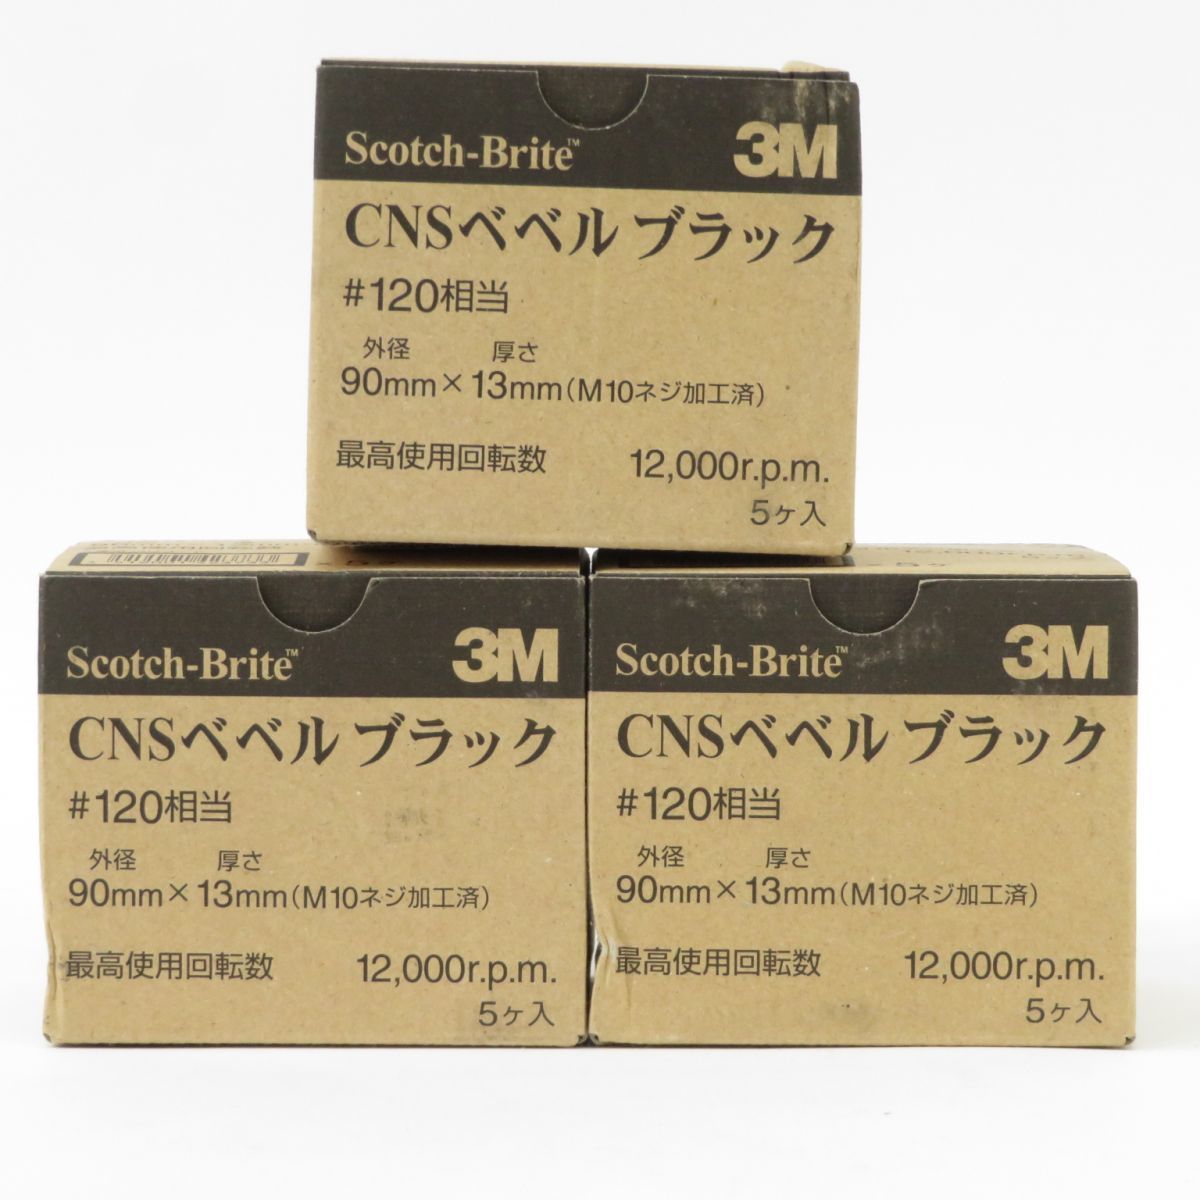 Scotch-Brite™ 3M
CNSベベル ブラック
#120相当
外径 厚さ
90mm×13mm(M10ネジ加工済)
最高使用回転数 12,000r.p.m.
5ヶ入
Scotch-Brite™ 3M
CNSベベル ブラック
#120相当
外径 厚さ
90mm×13mm(M10ネジ加工済)
最高使用回転数 12,000r.p.m.
5ヶ入
Scotch-Brite™ 3M
CNSベベル ブラック
#120相当
外径 厚さ
90mm×13mm(M10ネジ加工済)
最高使用回転数 12,000r.p.m.
5ヶ入